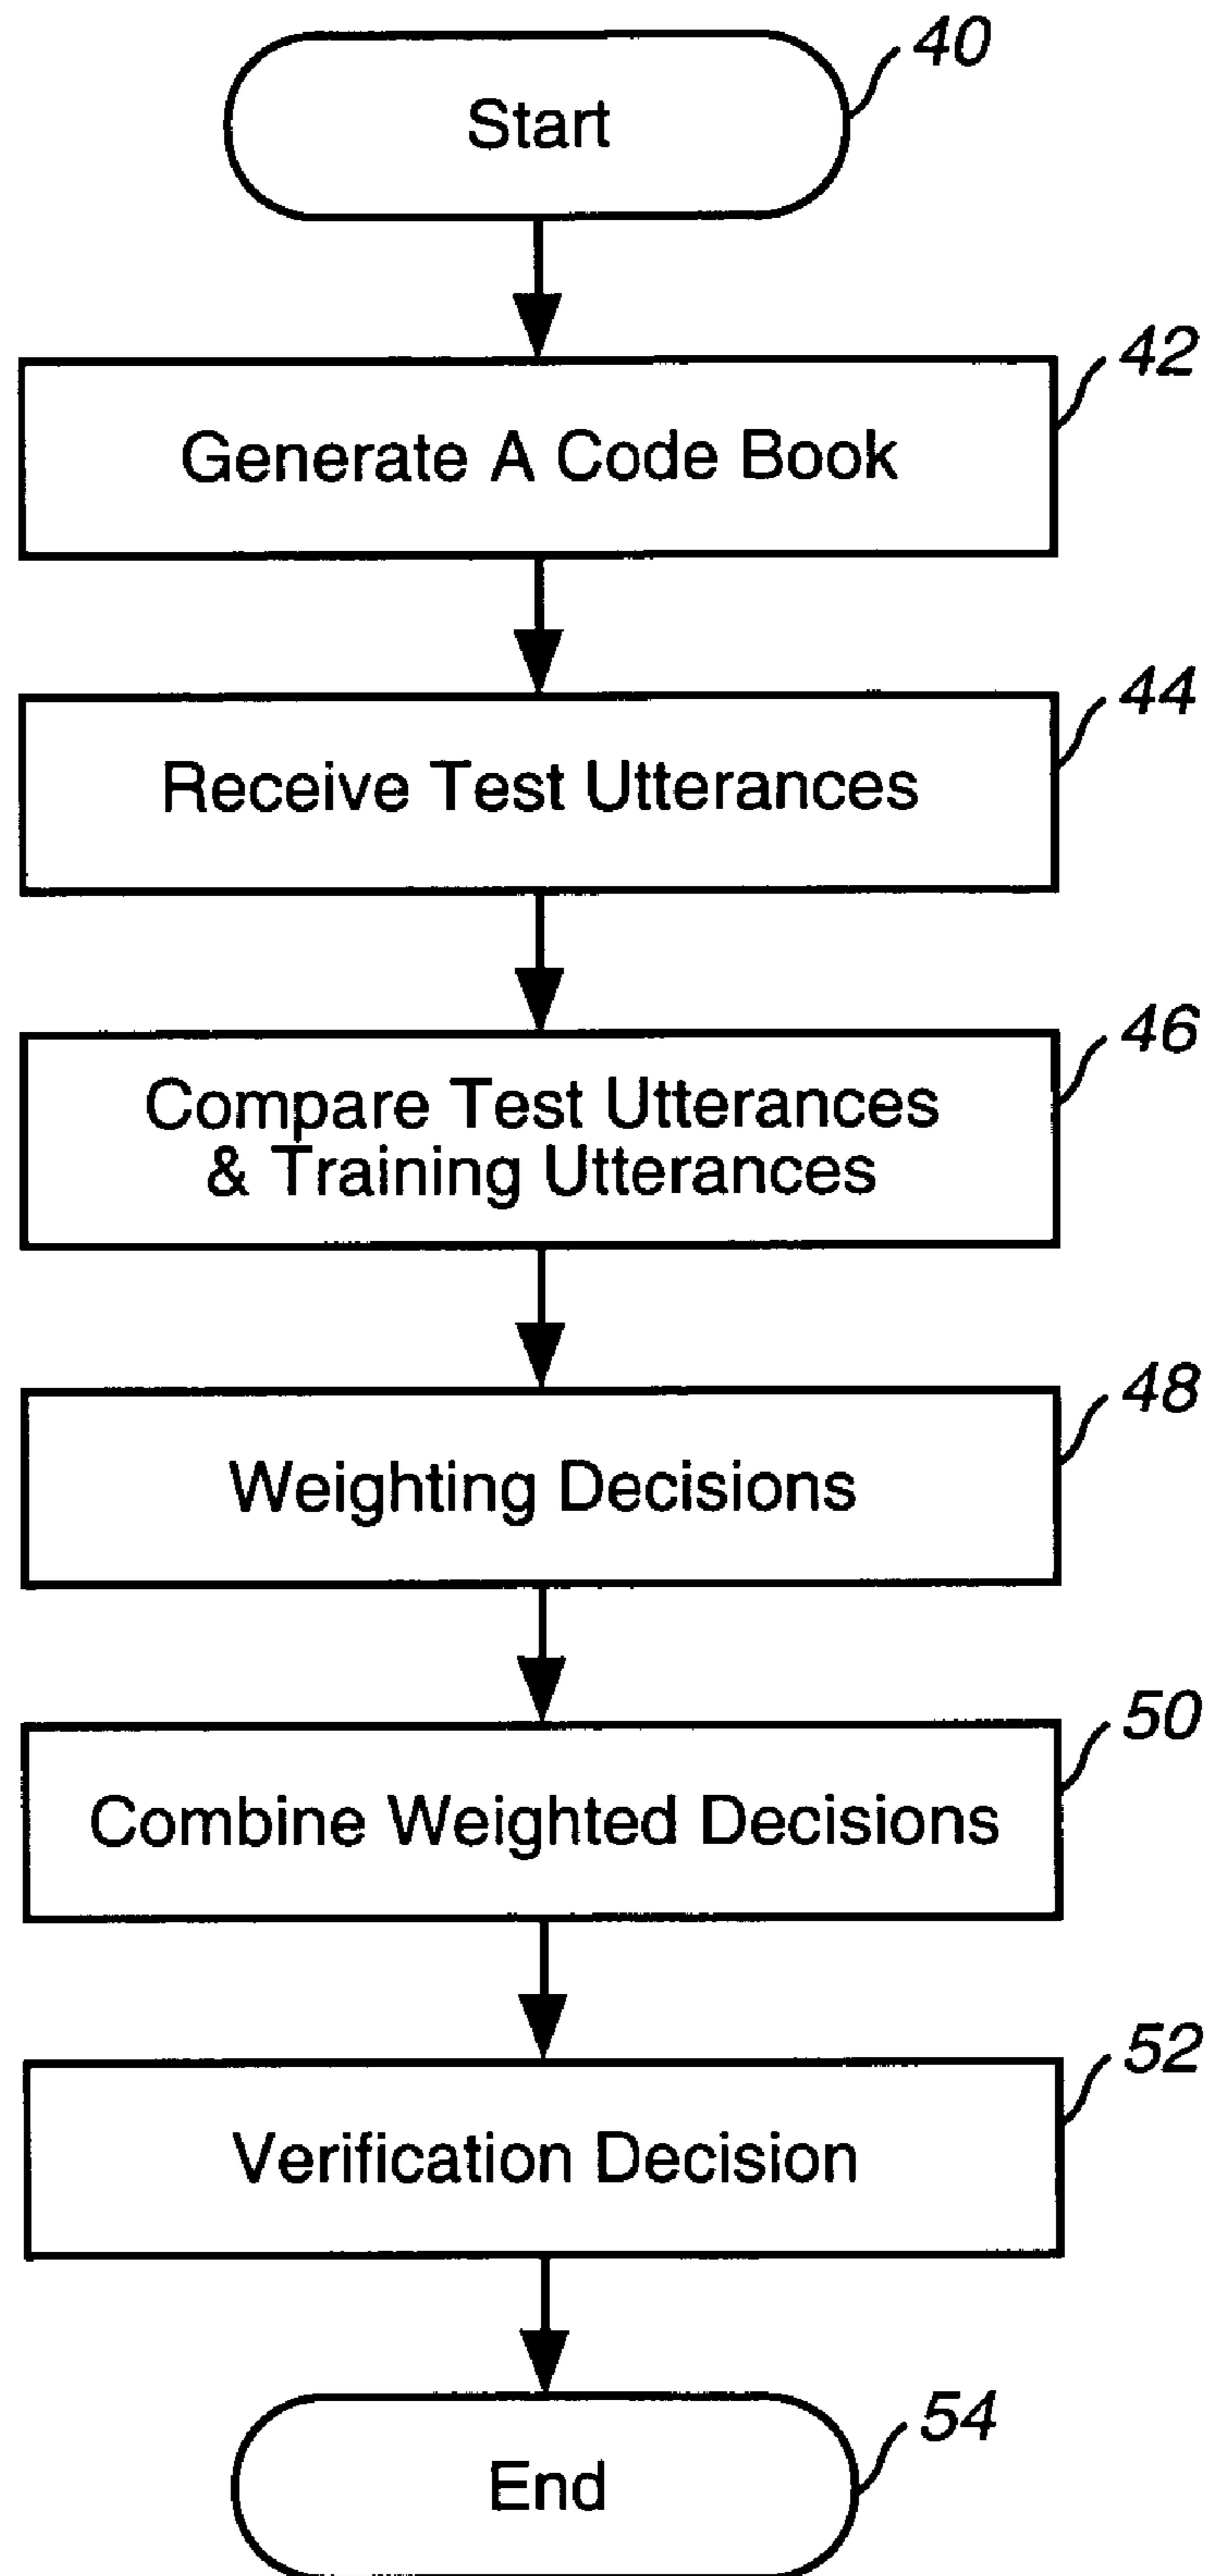 40
Start
42
Generate A Code Book
44
Receive Test Utterances
46
Compare Test Utterances
& Training Utterances
48
Weighting Decisions
50
Combine Weighted Decisions
52
Verification Decision
54
End